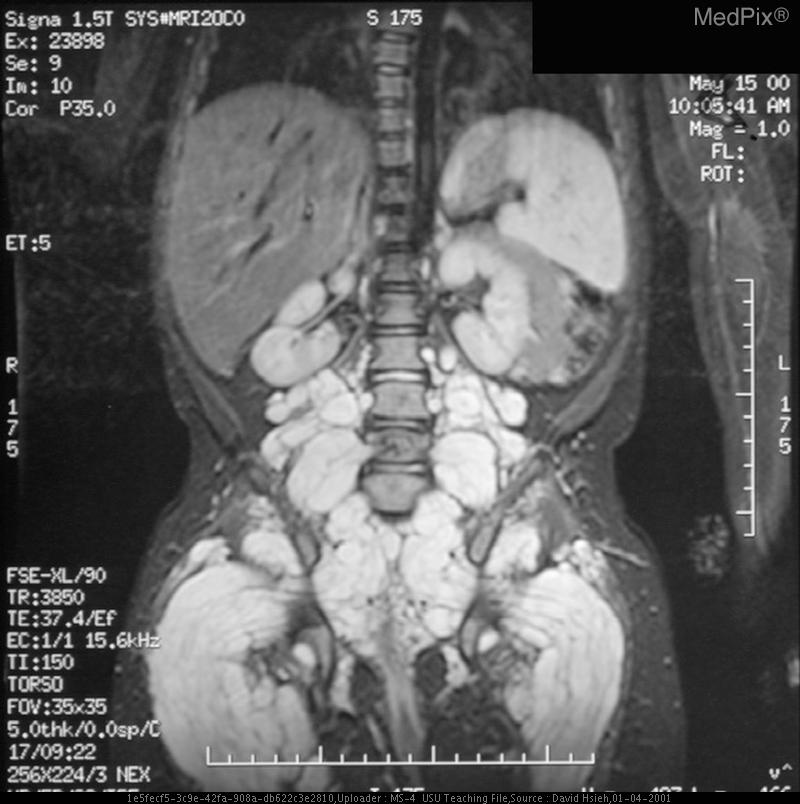 Signa 1.5T SYS#MRI20C0
Ex: 23898
Se: 9
Im: 10
Cor P35.0
S 175
MedPix®
May 15 00
10:05:41 AM
Mag = 1.0
FL:
ROT:
ET:5
R
1
7
5
L
1
7
5
FSE-XL/90
TR:3850
TE:37.4/Ef
EC:1/1 15.6kHz
TI:150
TORSO
FOV:35x35
5.0thk/0.0sp/C
17/09:22
256X224/3 NEX
v^
1e5fecf5-3c9e-42fa-908a-db622c3e2810,Uploader : MS-4 USU Teaching File,Source : David Hsieh,01-04-2001